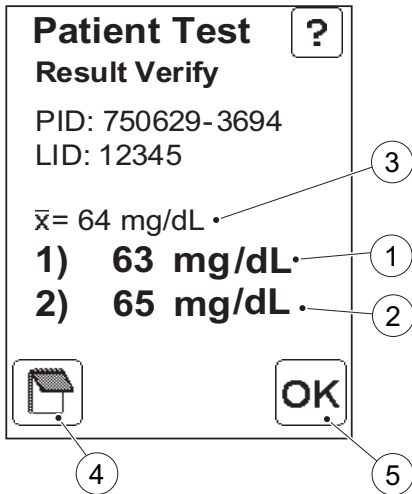 Patient Test ?
Result Verify
PID: 750629-3694
LID: 12345
x̅= 64 mg/dL
3
1) 63 mg/dL
1
2) 65 mg/dL
2
OK
4
5